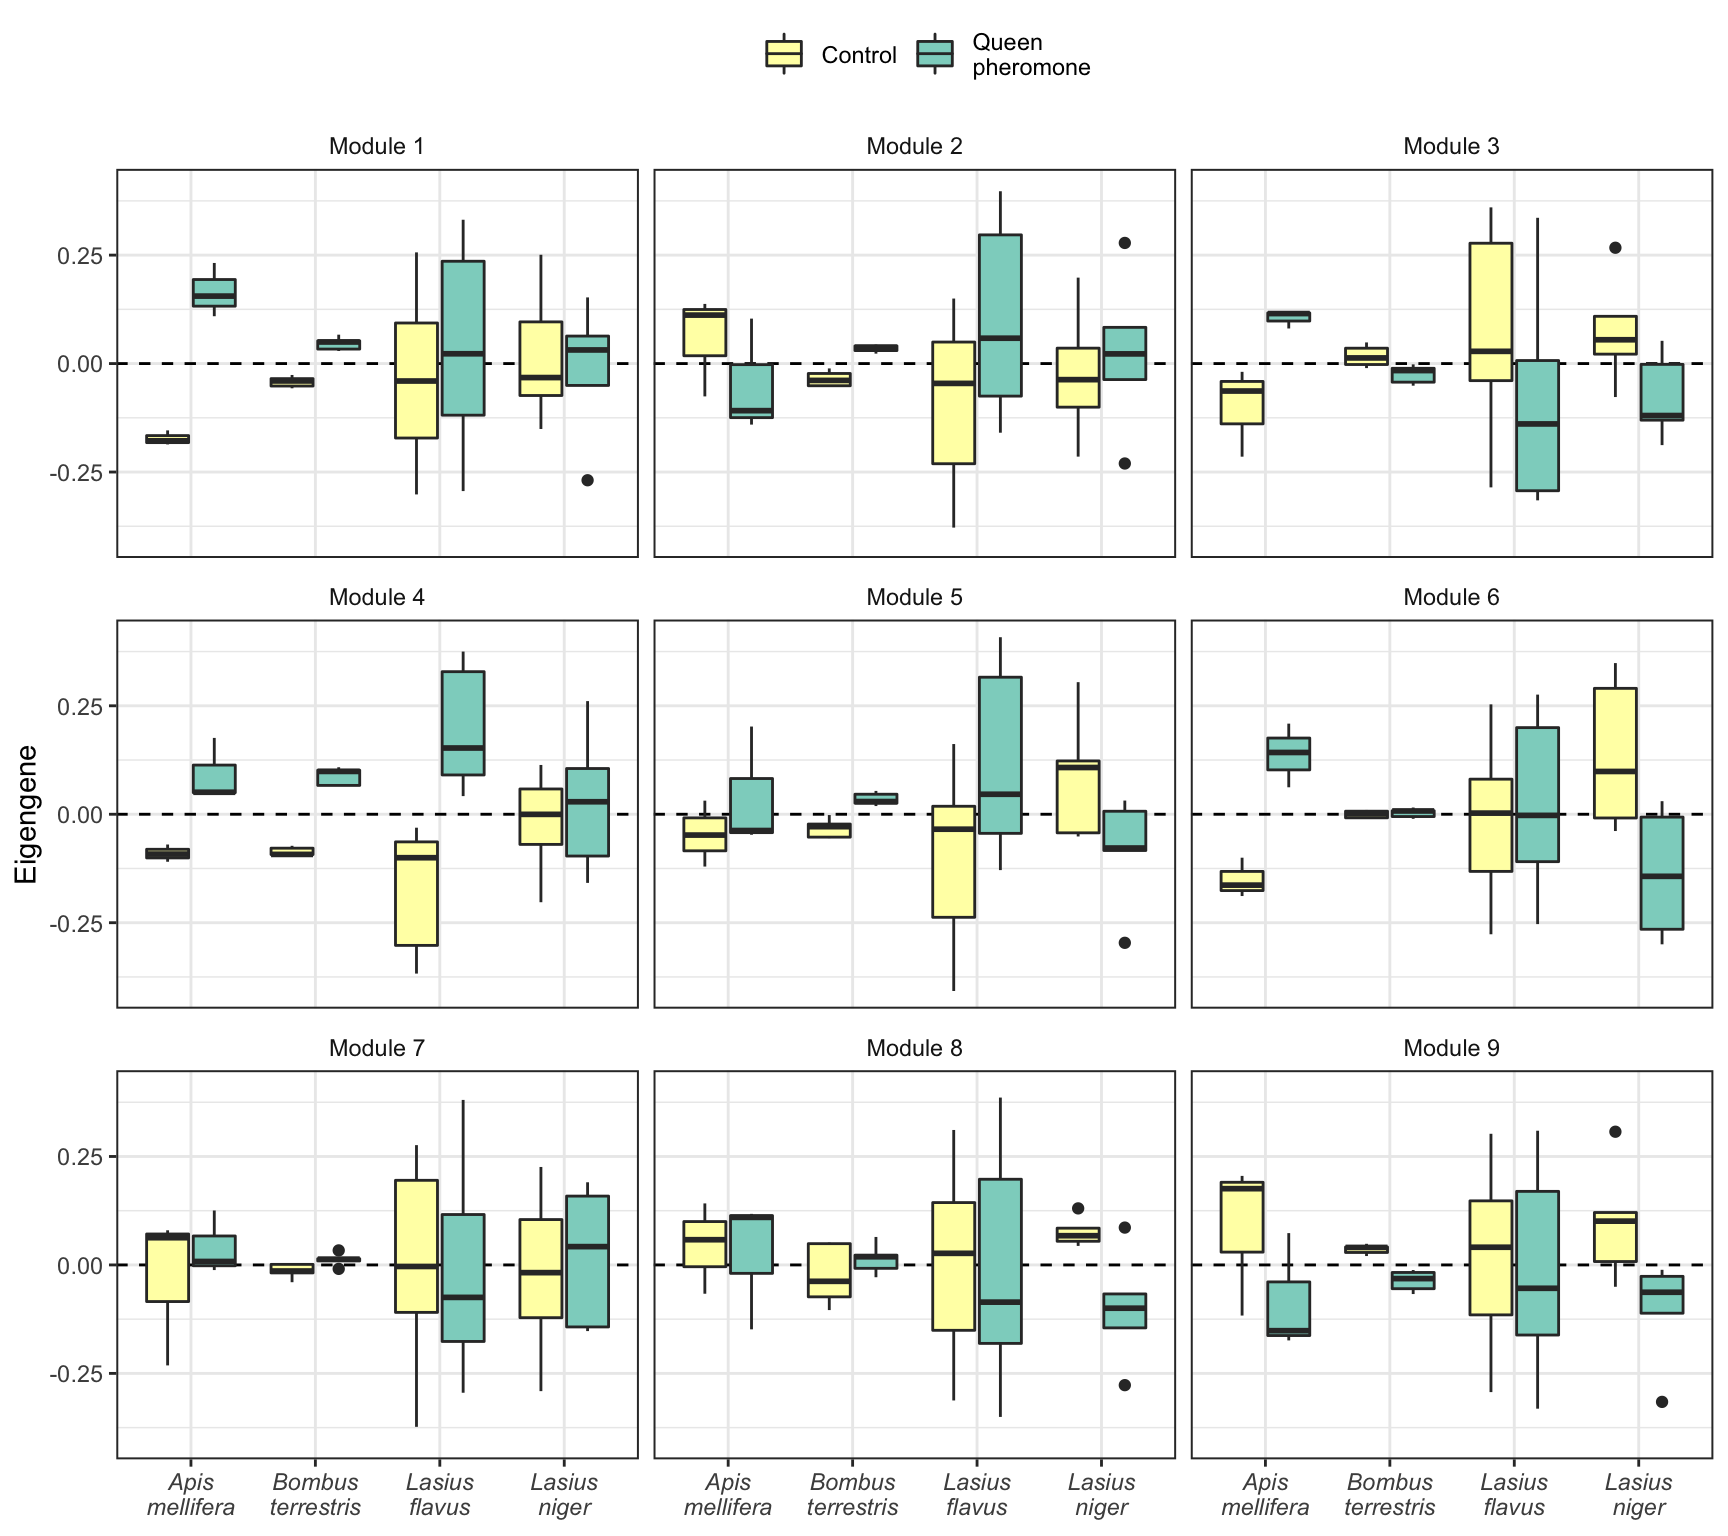 Control
Queen
pheromone
Module 1
Module 2
Module 3
0.25
0.00
-0.25
Module 4
Module 5
Module 6
0.25
0.00
-0.25
Eigengene
Module 7
Module 8
Module 9
0.25
0.00
-0.25
Apis
mellifera
Bombus
terrestris
Lasius
flavus
Lasius
niger
Apis
mellifera
Bombus
terrestris
Lasius
flavus
Lasius
niger
Apis
mellifera
Bombus
terrestris
Lasius
flavus
Lasius
niger